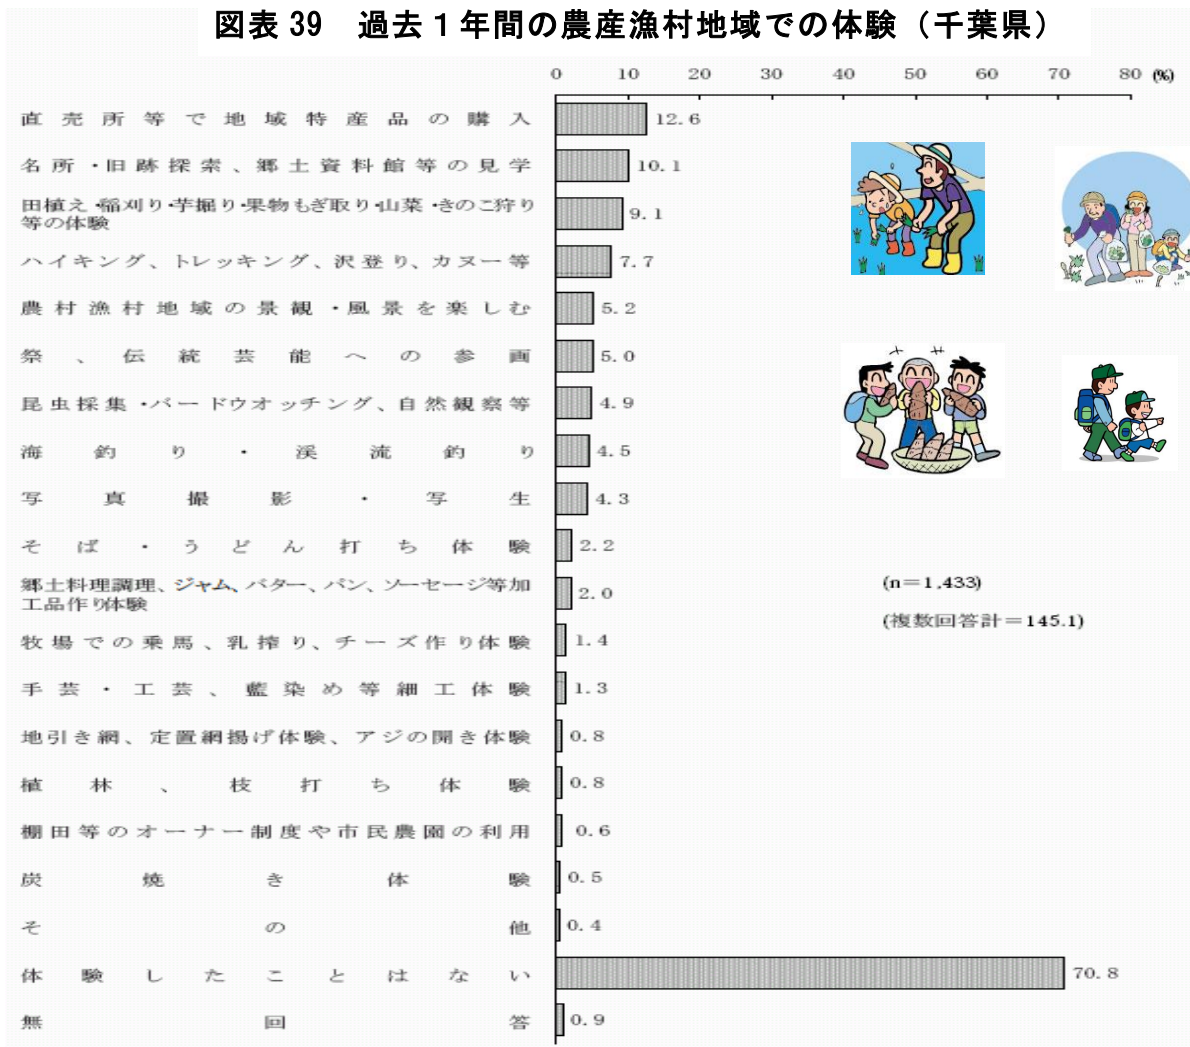 図表 39　過去１年間の農産漁村地域での体験（千葉県）
0 10 20 30 40 50 60 70 80 (%)
直売所等で地域特産品の購入 12.6
名所・旧跡探索、郷土資料館等の見学 10.1
田植え・稲刈り・芋掘り・果物もぎ取り・山菜・きのこ狩り
等の体験 9.1
ハイキング、トレッキング、沢登り、カヌー等 7.7
農村漁村地域の景観・風景を楽しむ 5.2
祭、伝統芸能への参画 5.0
昆虫採集・バードウオッチング、自然観察等 4.9
海釣り・渓流釣り 4.5
写真撮影・写生 4.3
そば・うどん打ち体験 2.2
郷土料理調理、ジャム、バター、パン、ソーセージ等加
工品作り体験 2.0
牧場での乗馬、乳搾り、チーズ作り体験 1.4
手芸・工芸、藍染め等細工体験 1.3
地引き網、定置網揚げ体験、アジの開き体験 0.8
植林、枝打ち体験 0.8
棚田等のオーナー制度や市民農園の利用 0.6
炭焼き体験 0.5
その他 0.4
体験したことはない 70.8
無回答 0.9
(n＝1,433)
(複数回答計＝145.1)